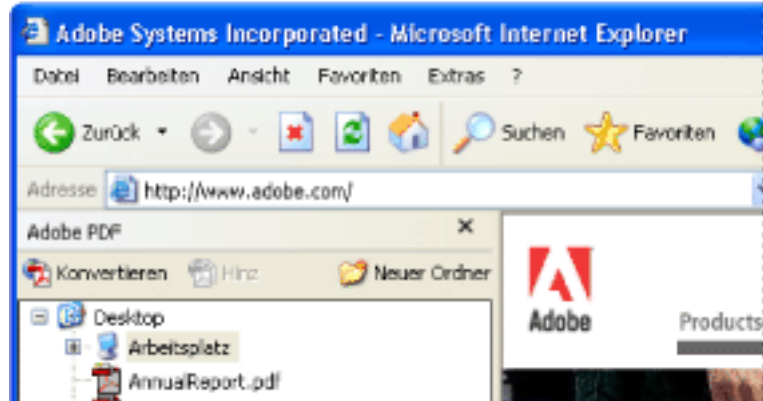 Adobe Systems Incorporated - Microsoft Internet Explorer
Datei Bearbeiten Ansicht Favoriten Extras ?
Zurück Suchen Favoriten
Adresse http://www.adobe.com/
Adobe PDF
Konvertieren Hinz Neuer Ordner
Desktop
Arbeitsplatz
AnnualReport.pdf
Adobe
Products